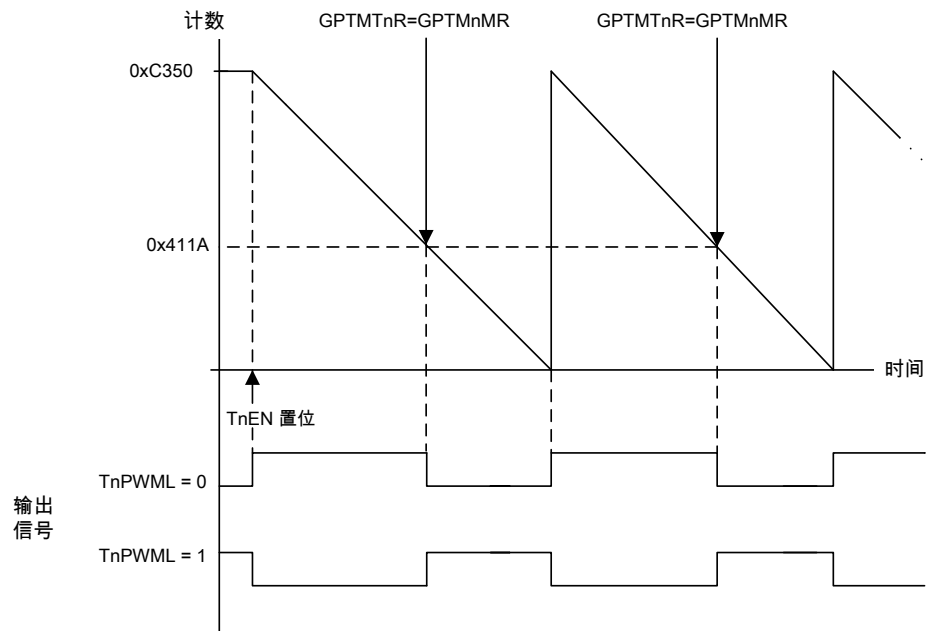 计数
GPTMTnR=GPTMnMR
GPTMTnR=GPTMnMR
0xC350
0x411A
时间
TnEN 置位
TnPWML = 0
输出
信号
TnPWML = 1